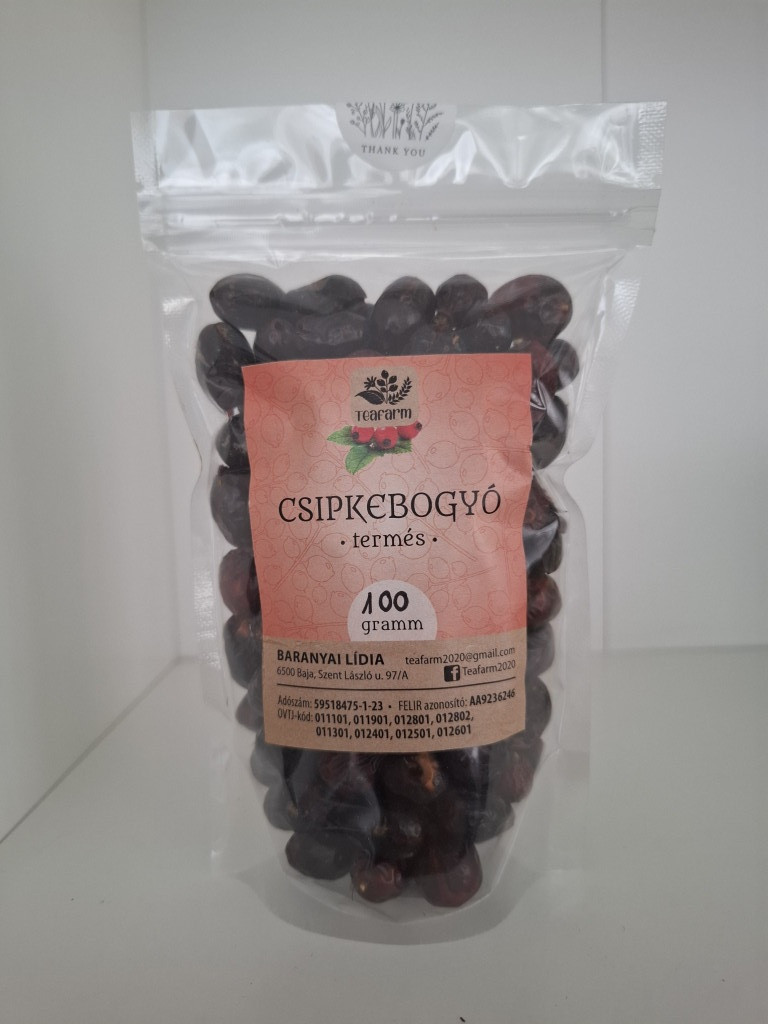 THANK YOU
TEAFARM
CSIPKEBOGYÓ
• termés •
100
gramm
BARANYAI LÍDIA teafarm2020@gmail.com
6500 Baja, Szent László u. 97/A f Teafarm2020
Adószám: 59518475-1-23 • FELIR azonosító: AA9236246
ÖVTJ-kód: 011101, 011901, 012801, 012802,
011301, 012401, 012501, 012601